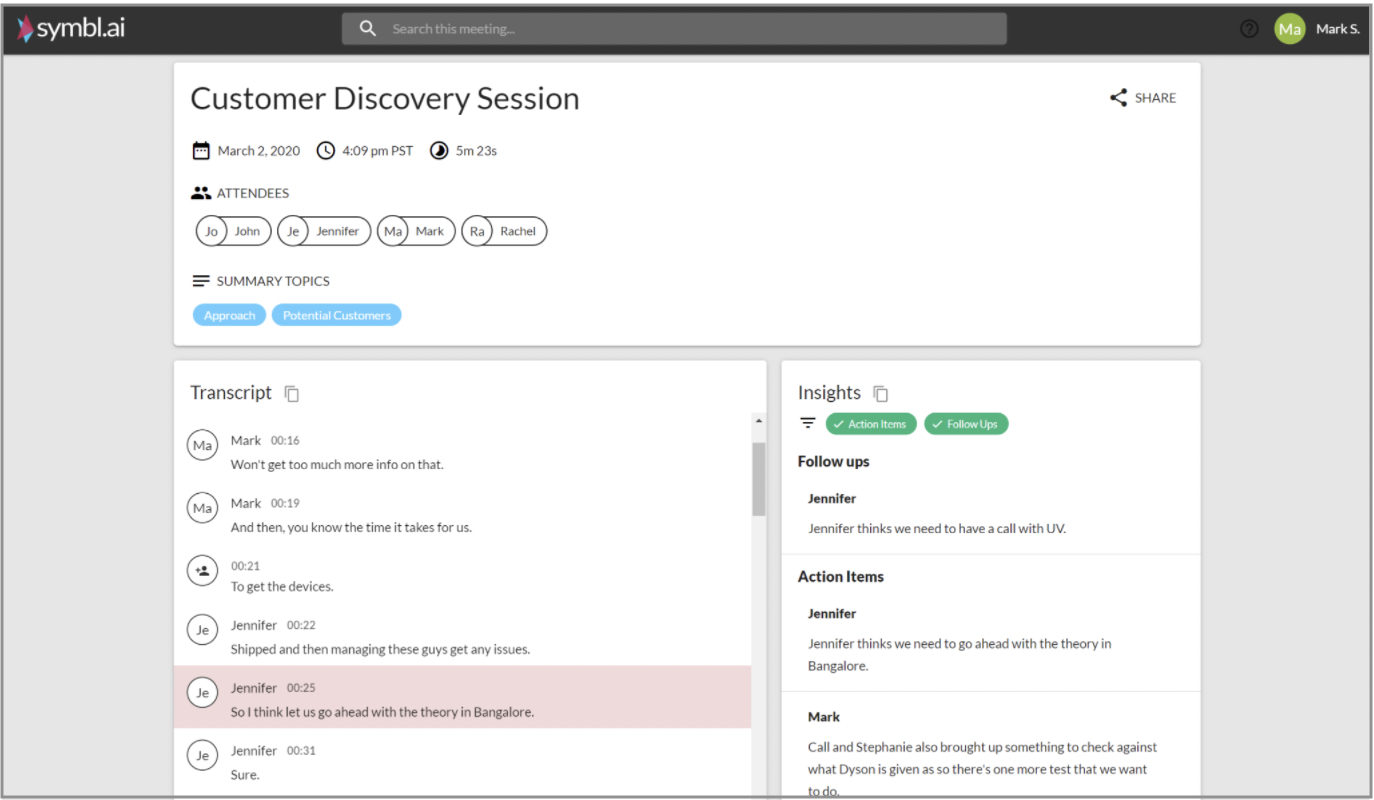 symbl.ai
Search this meeting...
?
Ma
Mark S.
Customer Discovery Session
SHARE
March 2, 2020
4:09 pm PST
5m 23s
ATTENDEES
Jo John
Je Jennifer
Ma Mark
Ra Rachel
SUMMARY TOPICS
Approach
Potential Customers
Transcript
Ma
Mark 00:16
Won't get too much more info on that.
Ma
Mark 00:19
And then, you know the time it takes for us.
00:21
To get the devices.
Je
Jennifer 00:22
Shipped and then managing these guys get any issues.
Je
Jennifer 00:25
So I think let us go ahead with the theory in Bangalore.
Je
Jennifer 00:31
Sure.
Insights
Action Items
Follow Ups
Follow ups
Jennifer
Jennifer thinks we need to have a call with UV.
Action Items
Jennifer
Jennifer thinks we need to go ahead with the theory in
Bangalore.
Mark
Call and Stephanie also brought up something to check against
what Dyson is given as so there's one more test that we want
to do.